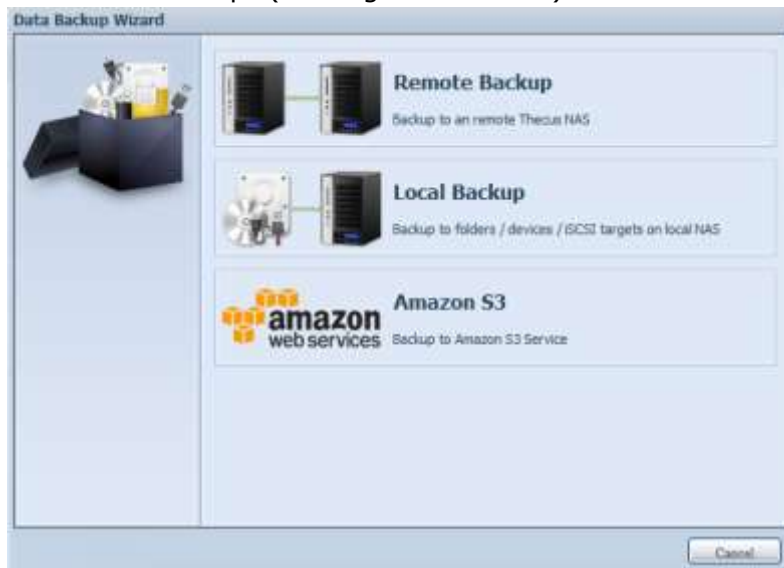 Data Backup Wizard
Remote Backup
Backup to an remote Thecus NAS
Local Backup
Backup to folders / devices / iSCSI targets on local NAS
amazon
web services
Amazon S3
Backup to Amazon S3 Service
Cancel